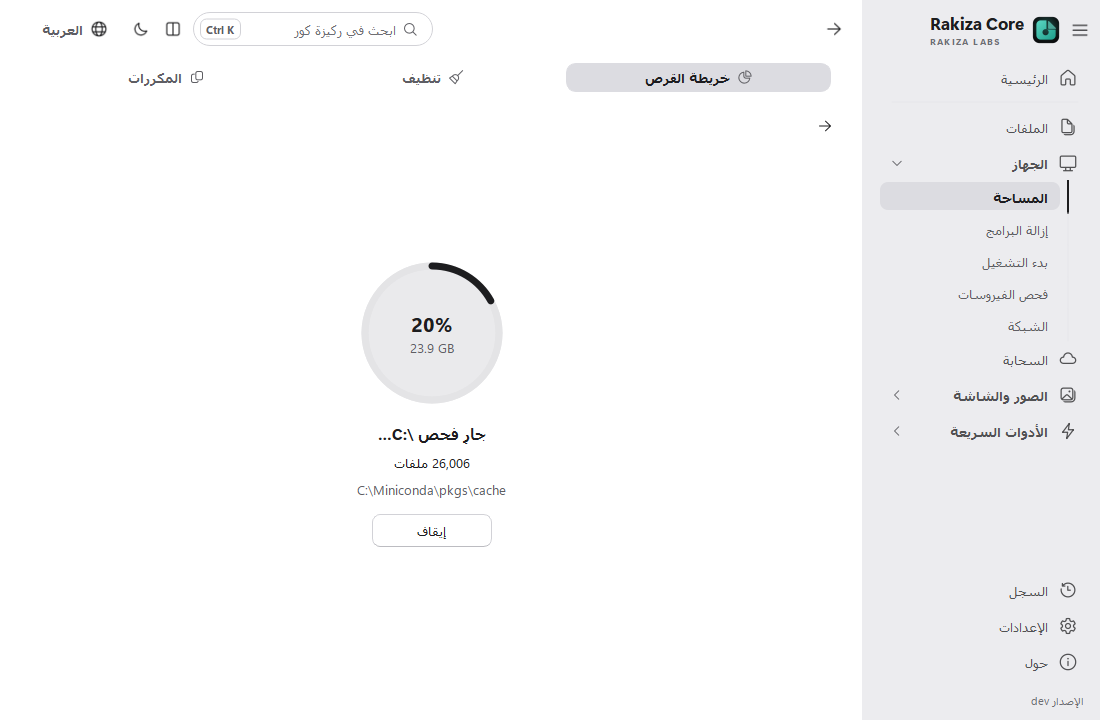 Rakiza Core
RAKIZA LABS
الرئيسية
الملفات
الجهاز
المساحة
إزالة البرامج
بدء التشغيل
فحص الفيروسات
الشبكة
السحابة
الصور والشاشة
الأدوات السريعة
السجل
الإعدادات
حول
الإصدار dev
ابحث في ركيزة كور
Ctrl K
العربية
خريطة القرص
تنظيف
المكررات
20%
23.9 GB
جارٍ فحص C:\...
26,006 ملفات
C:\Miniconda\pkgs\cache
إيقاف